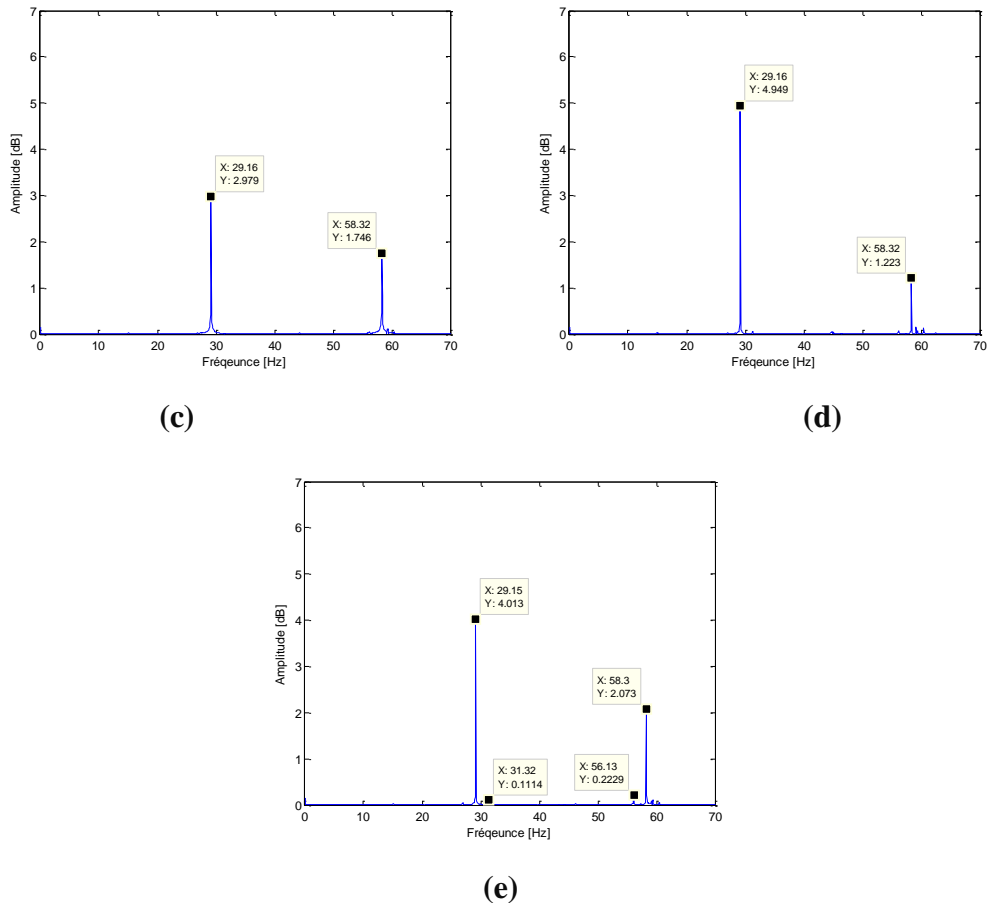 7
6
5
4
3
2
1
0
Amplitude [dB]
X: 29.16
Y: 2.979
X: 58.32
Y: 1.746
0 10 20 30 40 50 60 70
Fréqeunce [Hz]
(c)
7
6
5
4
3
2
1
0
Amplitude [dB]
X: 29.16
Y: 4.949
X: 58.32
Y: 1.223
0 10 20 30 40 50 60 70
Fréqeunce [Hz]
(d)
7
6
5
4
3
2
1
0
Amplitude [dB]
X: 29.15
Y: 4.013
X: 58.3
Y: 2.073
X: 31.32
Y: 0.1114
X: 56.13
Y: 0.2229
0 10 20 30 40 50 60 70
Fréqeunce [Hz]
(e)